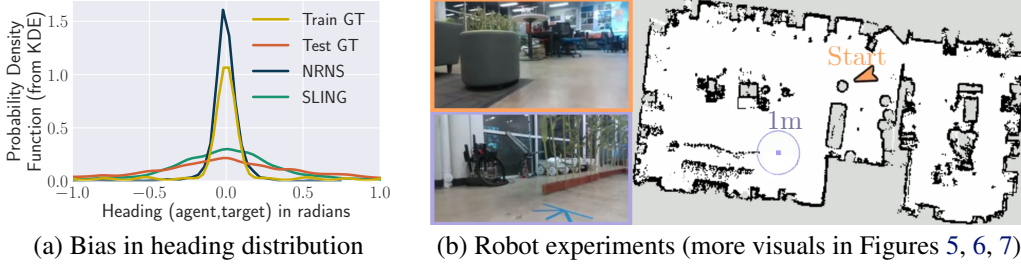 Probability Density
Function (from KDE)
1.5
1.0
0.5
0.0
−1.0
−0.5
0.0
0.5
1.0
Heading (agent,target) in radians
Train GT
Test GT
NRNS
SLING
Start
1m
(a) Bias in heading distribution
(b) Robot experiments (more visuals in Figures 5, 6, 7)